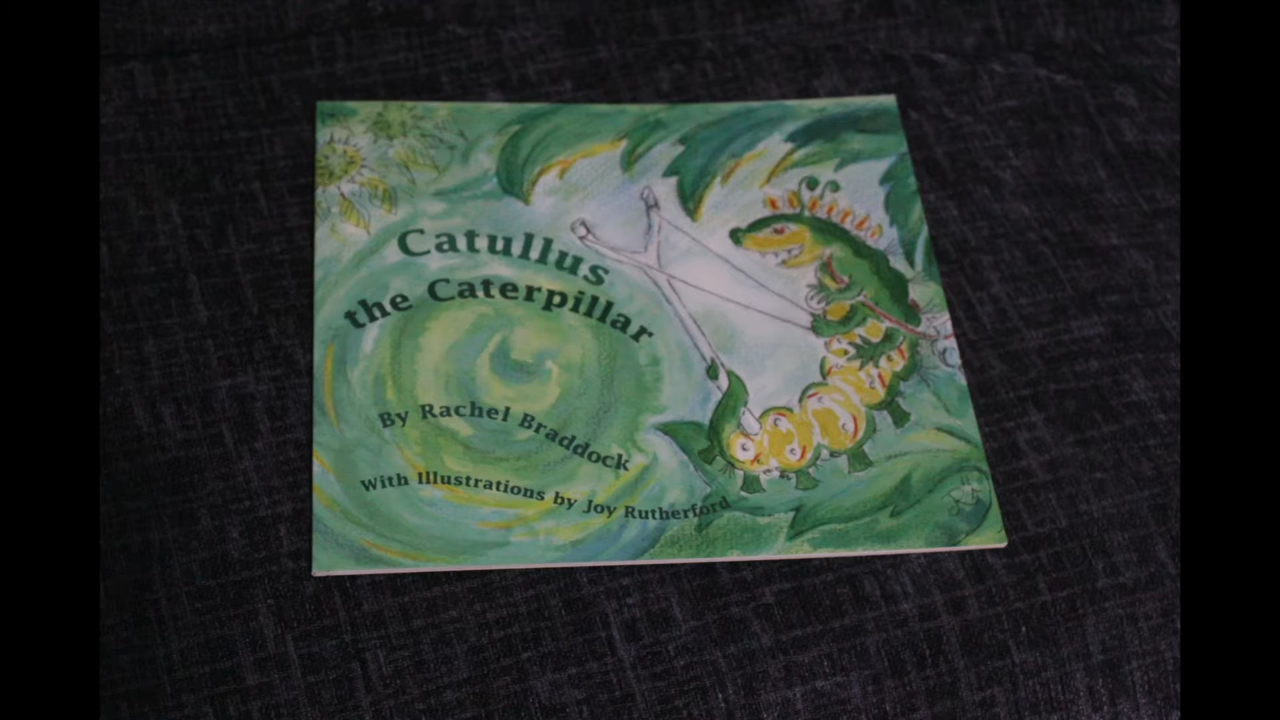 Catullus
the Caterpillar
By Rachel Braddock
With Illustrations by Joy Rutherford